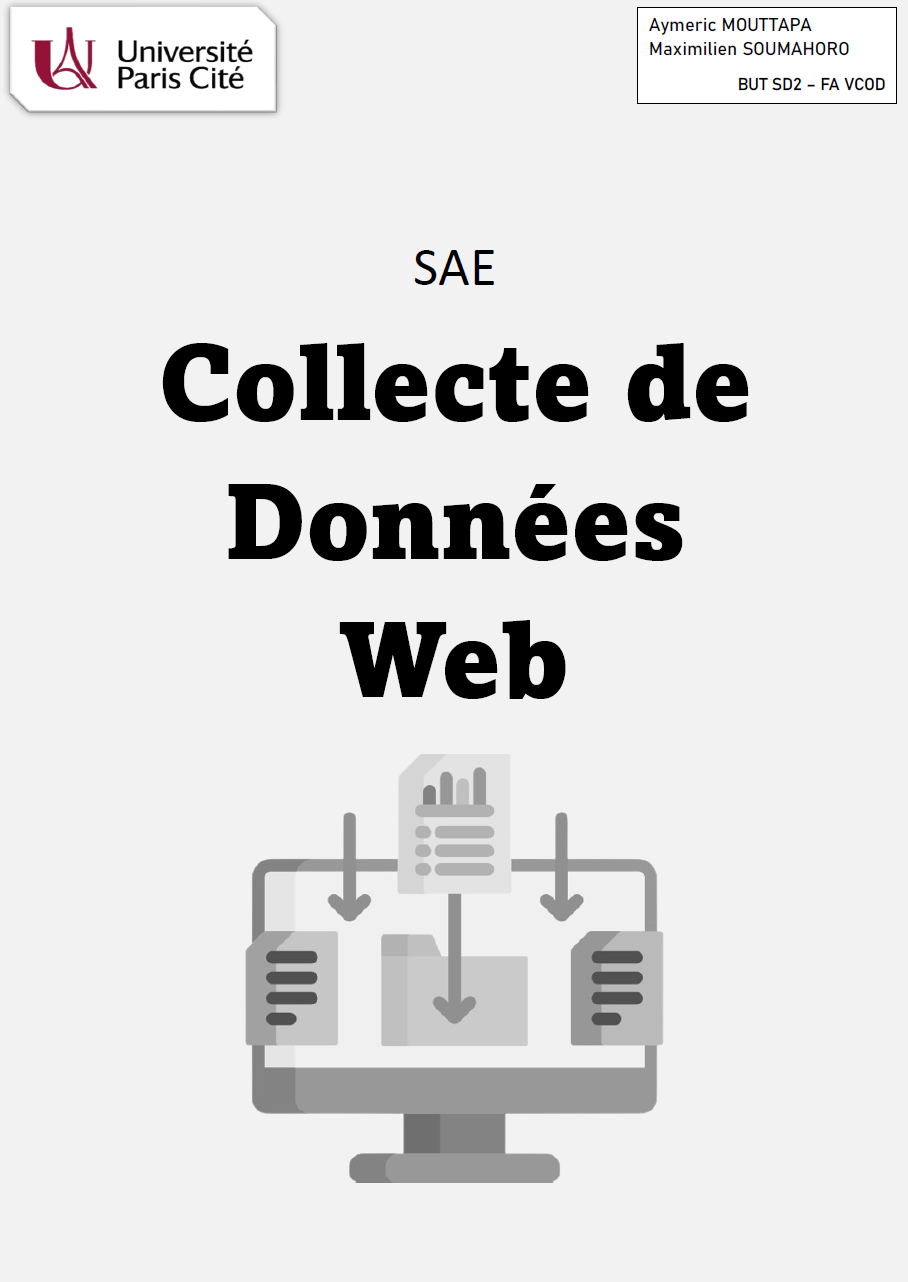 Université
Paris Cité
Aymeric MOUTTAPA
Maximilien SOUMAHORO
BUT SD2 – FA VCOD
SAE
Collecte de
Données
Web